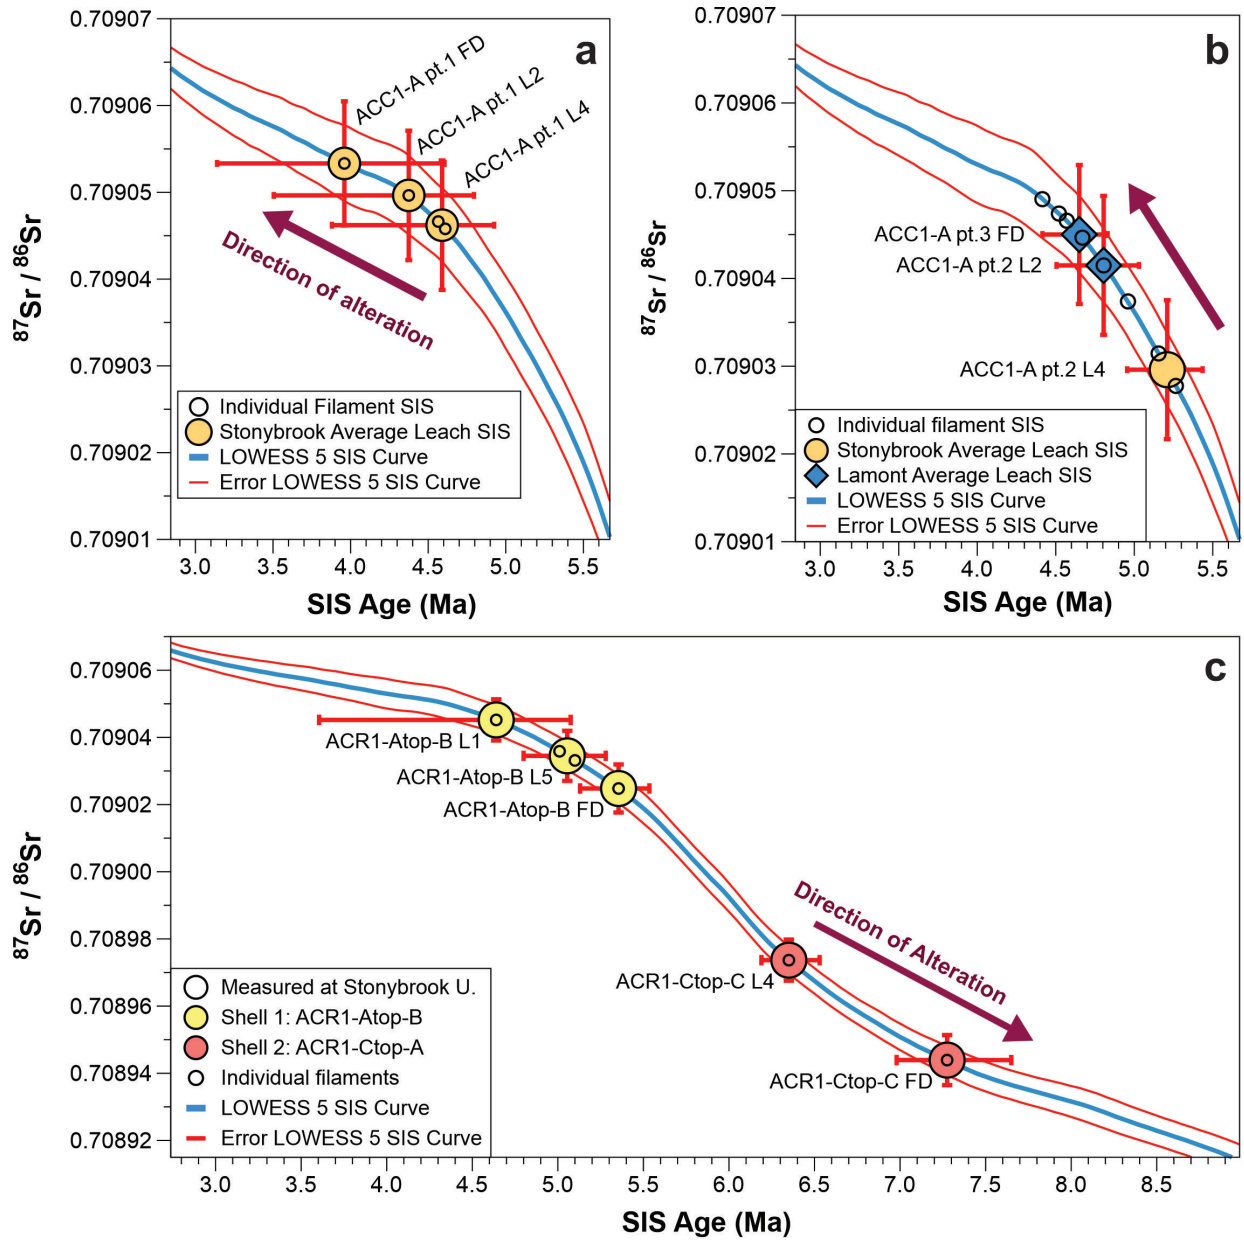 a
0.70907
0.70906
0.70905
0.70904
0.70903
0.70902
0.70901
87Sr / 86Sr
ACC1-A pt.1 FD
ACC1-A pt.1 L2
ACC1-A pt.1 L4
Direction of alteration
Individual Filament SIS
Stonybrook Average Leach SIS
LOWESS 5 SIS Curve
Error LOWESS 5 SIS Curve
3.0 3.5 4.0 4.5 5.0 5.5
SIS Age (Ma)
b
0.70907
0.70906
0.70905
0.70904
0.70903
0.70902
0.70901
87Sr / 86Sr
ACC1-A pt.3 FD
ACC1-A pt.2 L2
ACC1-A pt.2 L4
Individual filament SIS
Stonybrook Average Leach SIS
Lamont Average Leach SIS
LOWESS 5 SIS Curve
Error LOWESS 5 SIS Curve
3.0 3.5 4.0 4.5 5.0 5.5
SIS Age (Ma)
c
0.70906
0.70904
0.70902
0.70900
0.70898
0.70896
0.70894
0.70892
87Sr / 86Sr
ACR1-Atop-B L1
ACR1-Atop-B L5
ACR1-Atop-B FD
ACR1-Ctop-C L4
ACR1-Ctop-C FD
Direction of Alteration
Measured at Stonybrook U.
Shell 1: ACR1-Atop-B
Shell 2: ACR1-Ctop-A
Individual filaments
LOWESS 5 SIS Curve
Error LOWESS 5 SIS Curve
3.0 3.5 4.0 4.5 5.0 5.5 6.0 6.5 7.0 7.5 8.0 8.5
SIS Age (Ma)